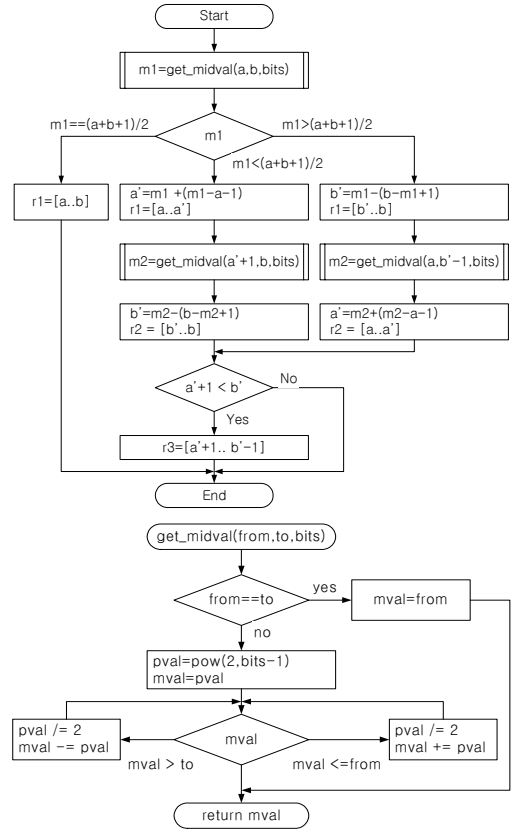 Start
m1=get_midval(a,b,bits)
m1==(a+b+1)/2
m1
m1>(a+b+1)/2
m1<(a+b+1)/2
r1=[a..b]
a'=m1 +(m1-a-1)
r1=[a..a']
b'=m1-(b-m1+1)
r1=[b'..b]
m2=get_midval(a'+1,b,bits)
m2=get_midval(a,b'-1,bits)
b'=m2-(b-m2+1)
r2 = [b'..b]
a'=m2+(m2-a-1)
r2 = [a..a']
a'+1 < b'
No
Yes
r3=[a'+1.. b'-1]
End
get_midval(from,to,bits)
from==to
yes
mval=from
no
pval=pow(2,bits-1)
mval=pval
pval /= 2
mval -= pval
mval
pval /= 2
mval += pval
mval > to
mval <=from
return mval